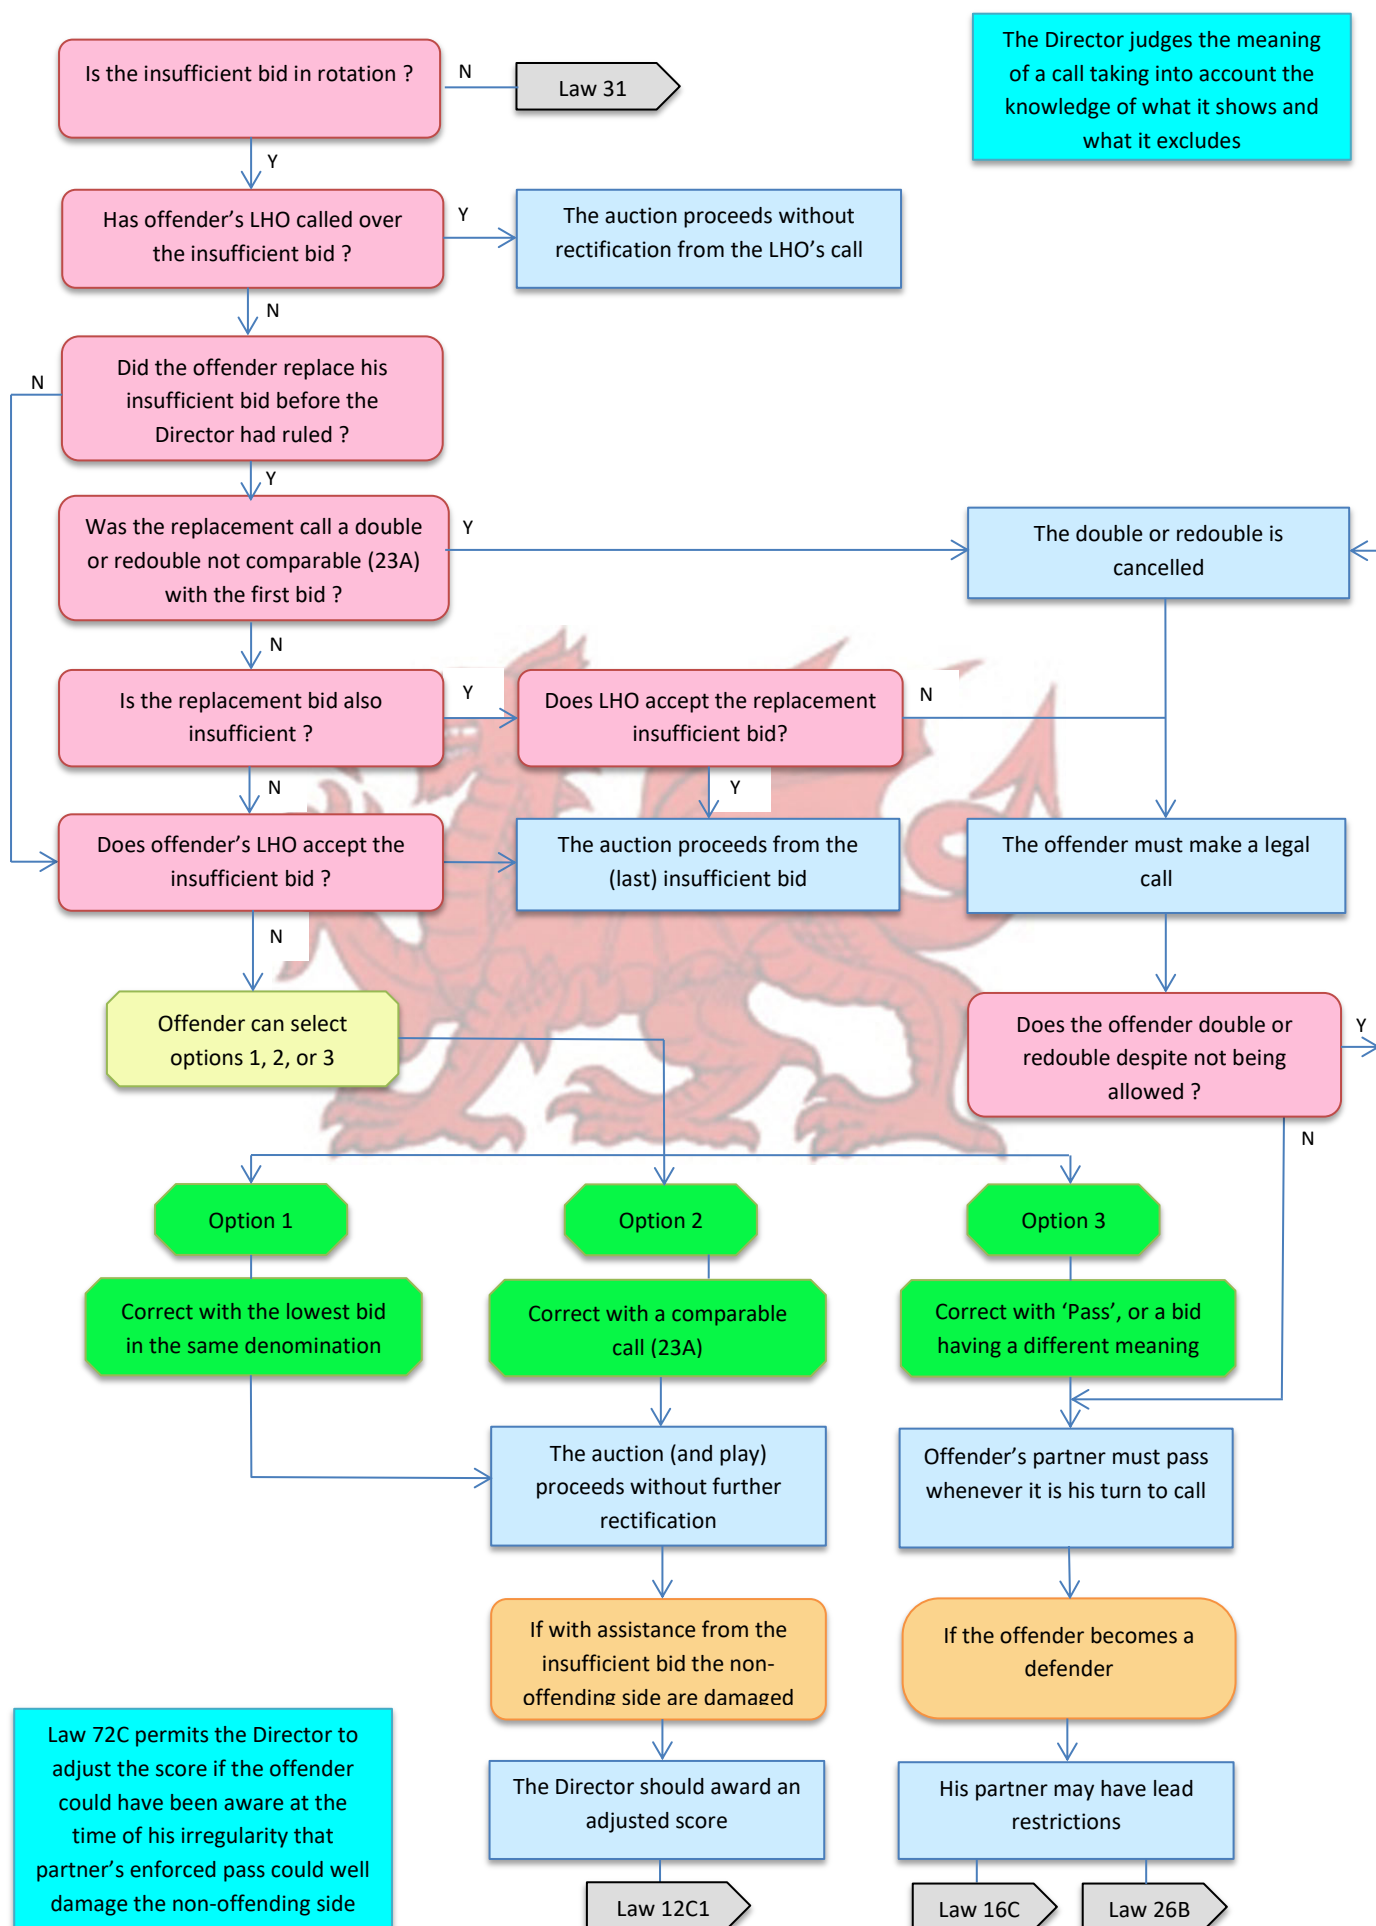 Is the insufficient bid in rotation ?
N
Law 31
The Director judges the meaning
of a call taking into account the
knowledge of what it shows and
what it excludes
Y
Has offender’s LHO called over
the insufficient bid ?
Y
The auction proceeds without
rectification from the LHO’s call
N
Did the offender replace his
insufficient bid before the
Director had ruled ?
N
Y
Was the replacement call a double
or redouble not comparable (23A)
with the first bid ?
Y
The double or redouble is
cancelled
N
Is the replacement bid also
insufficient ?
Y
Does LHO accept the replacement
insufficient bid?
N
N
Y
Does offender’s LHO accept the
insufficient bid ?
The auction proceeds from the
(last) insufficient bid
The offender must make a legal
call
N
Offender can select
options 1, 2, or 3
Does the offender double or
redouble despite not being
allowed ?
Y
N
Option 1
Option 2
Option 3
Correct with the lowest bid
in the same denomination
Correct with a comparable
call (23A)
Correct with ‘Pass’, or a bid
having a different meaning
The auction (and play)
proceeds without further
rectification
Offender’s partner must pass
whenever it is his turn to call
If with assistance from the
insufficient bid the non-
offending side are damaged
If the offender becomes a
defender
Law 72C permits the Director to
adjust the score if the offender
could have been aware at the
time of his irregularity that
partner’s enforced pass could well
damage the non-offending side
The Director should award an
adjusted score
His partner may have lead
restrictions
Law 12C1
Law 16C
Law 26B